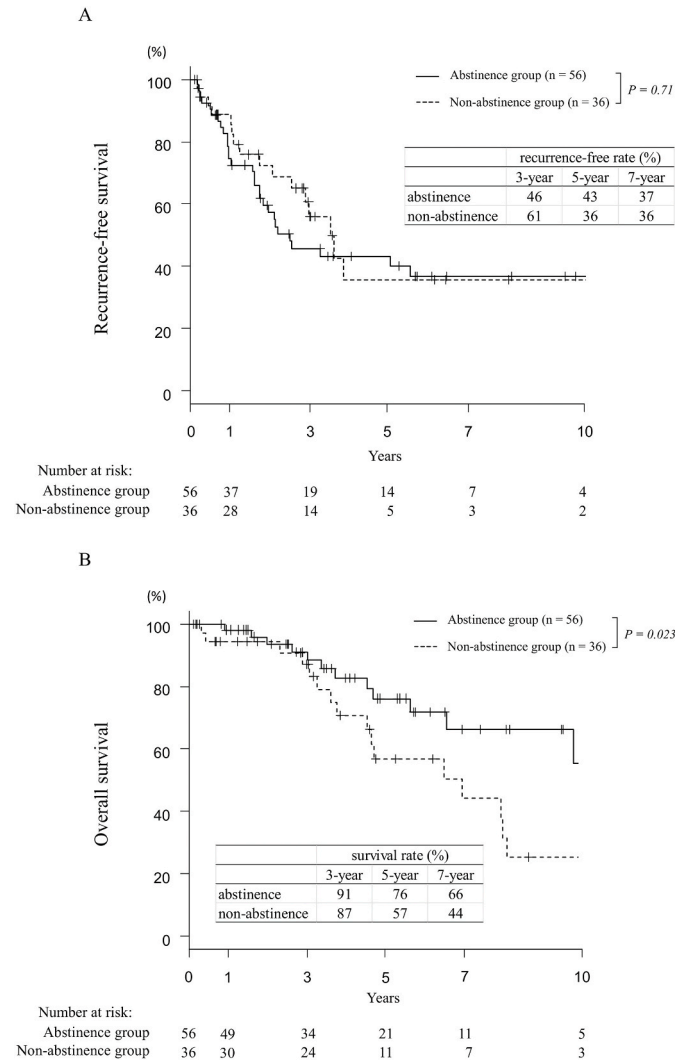 A
(%)
100
80
60
40
20
0
Recurrence-free survival
Abstinence group (n = 56)
Non-abstinence group (n = 36)
P = 0.71
recurrence-free rate (%)
3-year 5-year 7-year
abstinence 46 43 37
non-abstinence 61 36 36
0 1 3 5 7 10
Years
Number at risk:
Abstinence group 56 37 19 14 7 4
Non-abstinence group 36 28 14 5 3 2
B
(%)
100
80
60
40
20
0
Overall survival
Abstinence group (n = 56)
Non-abstinence group (n = 36)
P = 0.023
survival rate (%)
3-year 5-year 7-year
abstinence 91 76 66
non-abstinence 87 57 44
0 1 3 5 7 10
Years
Number at risk:
Abstinence group 56 49 34 21 11 5
Non-abstinence group 36 30 24 11 7 3